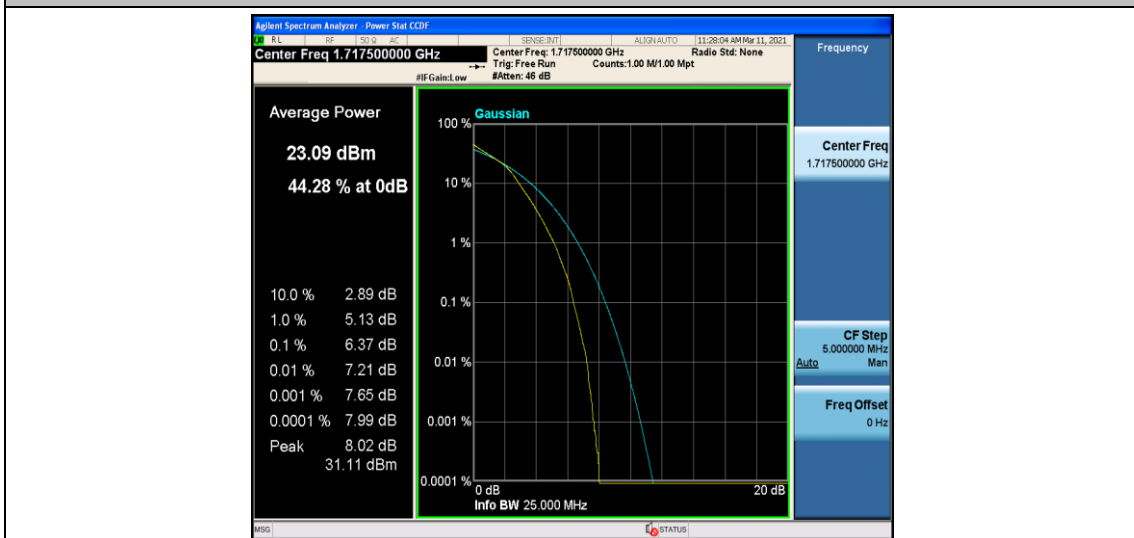 Agilent Spectrum Analyzer - Power Stat CCDF
RL RF 50 Ω AC SENSE:INT ALIGN AUTO 11:28:04 AM Mar 11, 2021
Center Freq 1.717500000 GHz
Center Freq: 1.717500000 GHz Radio Std: None
Trig: Free Run Counts:1.00 M/1.00 Mpt
#IFGain:Low #Atten: 46 dB
Frequency
Average Power
23.09 dBm
44.28 % at 0dB
10.0 % 2.89 dB
1.0 % 5.13 dB
0.1 % 6.37 dB
0.01 % 7.21 dB
0.001 % 7.65 dB
0.0001 % 7.99 dB
Peak 8.02 dB
31.11 dBm
Gaussian
100 %
10 %
1 %
0.1 %
0.01 %
0.001 %
0.0001 %
0 dB 20 dB
Info BW 25.000 MHz
Center Freq
1.717500000 GHz
CF Step
5.000000 MHz
Auto Man
Freq Offset
0 Hz
MSG STATUS